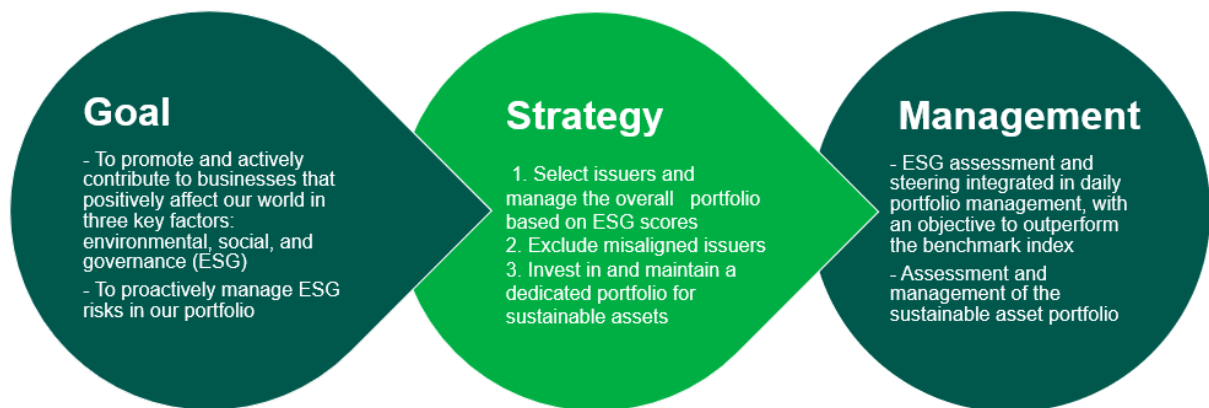 Goal
- To promote and actively
contribute to businesses that
positively affect our world in
three key factors:
environmental, social, and
governance (ESG)
- To proactively manage ESG
risks in our portfolio
Strategy
1. Select issuers and
manage the overall portfolio
based on ESG scores
2. Exclude misaligned issuers
3. Invest in and maintain a
dedicated portfolio for
sustainable assets
Management
- ESG assessment and
steering integrated in daily
portfolio management, with
an objective to outperform
the benchmark index
- Assessment and
management of the
sustainable asset portfolio